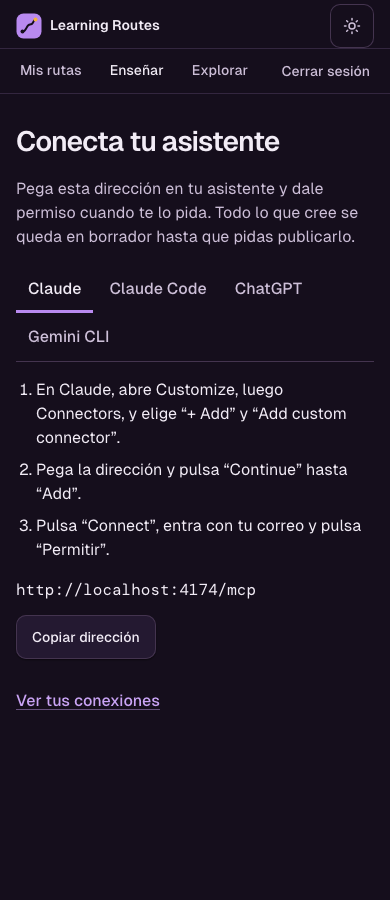 Learning Routes
Mis rutas Enseñar Explorar Cerrar sesión
Conecta tu asistente
Pega esta dirección en tu asistente y dale
permiso cuando te lo pida. Todo lo que cree se
queda en borrador hasta que pidas publicarlo.
Claude Claude Code ChatGPT
Gemini CLI
1. En Claude, abre Customize, luego
Connectors, y elige “+ Add” y “Add custom
connector”.
2. Pega la dirección y pulsa “Continue” hasta
“Add”.
3. Pulsa “Connect”, entra con tu correo y pulsa
“Permitir”.
http://localhost:4174/mcp
Copiar dirección
Ver tus conexiones